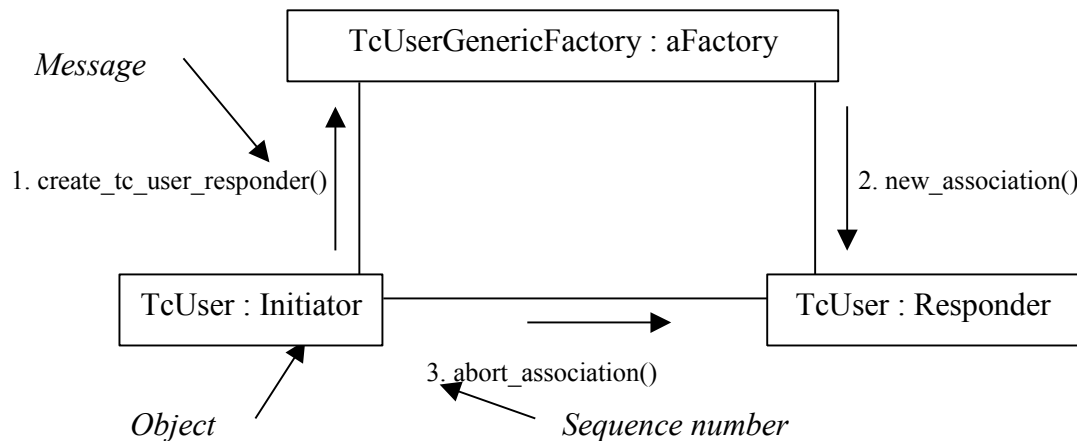 TcUserGenericFactory : aFactory
Message
1. create_tc_user_responder()
2. new_association()
TcUser : Initiator
TcUser : Responder
3. abort_association()
Object
Sequence number